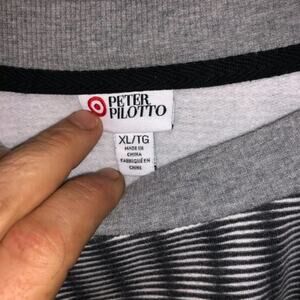 PETER
PILOTTO
XL/TG
MADE IN
CHINA
FABRIQUÉ EN
CHINE